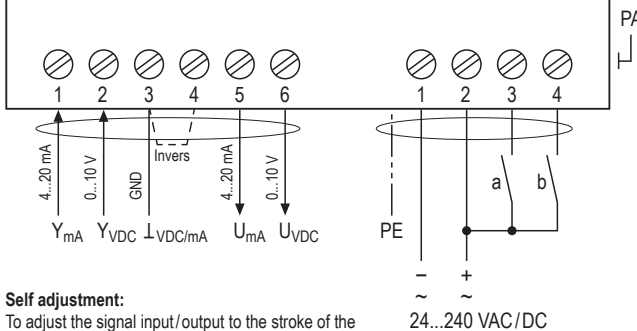 PA
1 2 3 4 5 6 1 2 3 4
Invers
4...20 mA
0...10 V
GND
4...20 mA
0...10 V
a b
YmA YVDC ⊥VDC/mA UmA UVDC PE
– +
~ ~
24...240 VAC/DC
Self adjustment:
To adjust the signal input/output to the stroke of the